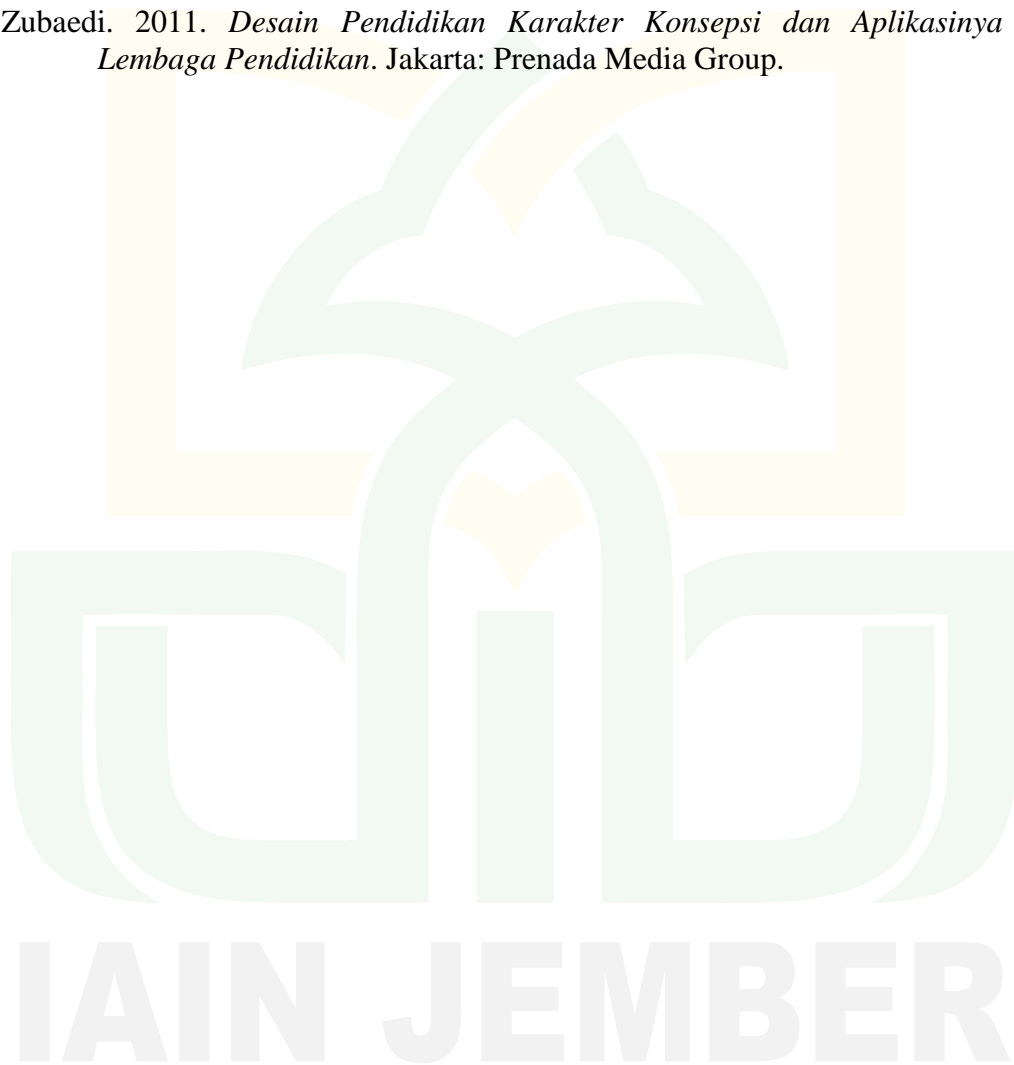 Zubaedi. 2011. Desain Pendidikan Karakter Konsepsi dan Aplikasinya
Lembaga Pendidikan. Jakarta: Prenada Media Group.
IAIN JEMBER